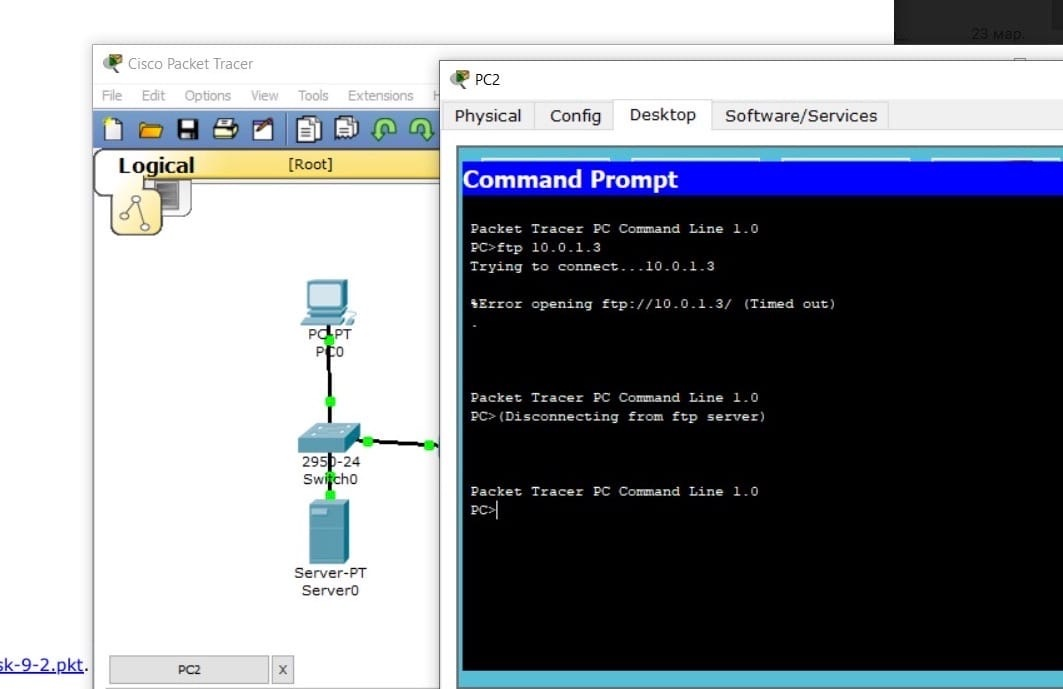 23 мар.
Cisco Packet Tracer
File Edit Options View Tools Extensions H
Logical [Root]
PC-PT
PC0
2950-24
Switch0
Server-PT
Server0
sk-9-2.pkt.
PC2 X
PC2
Physical Config Desktop Software/Services
Command Prompt
Packet Tracer PC Command Line 1.0
PC>ftp 10.0.1.3
Trying to connect...10.0.1.3
%Error opening ftp://10.0.1.3/ (Timed out)
.
Packet Tracer PC Command Line 1.0
PC>(Disconnecting from ftp server)
Packet Tracer PC Command Line 1.0
PC>